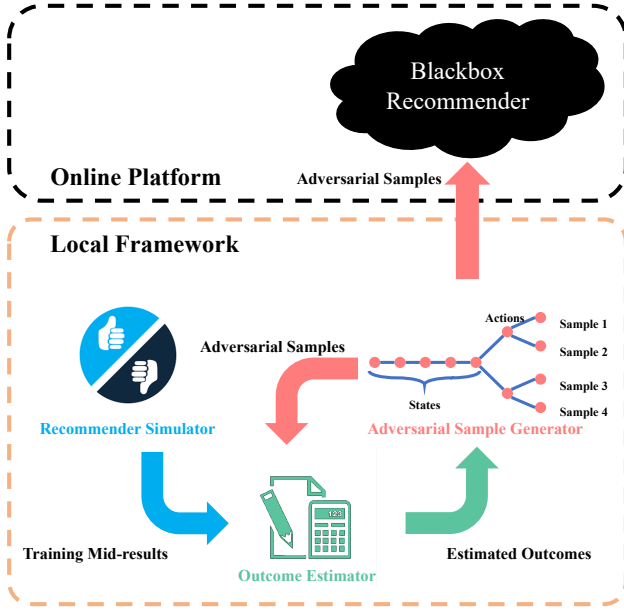 Blackbox
Recommender
Online Platform
Adversarial Samples
Local Framework
Actions
Sample 1
Sample 2
Sample 3
Sample 4
Adversarial Samples
States
Recommender Simulator
Adversarial Sample Generator
123
Training Mid-results
Estimated Outcomes
Outcome Estimator